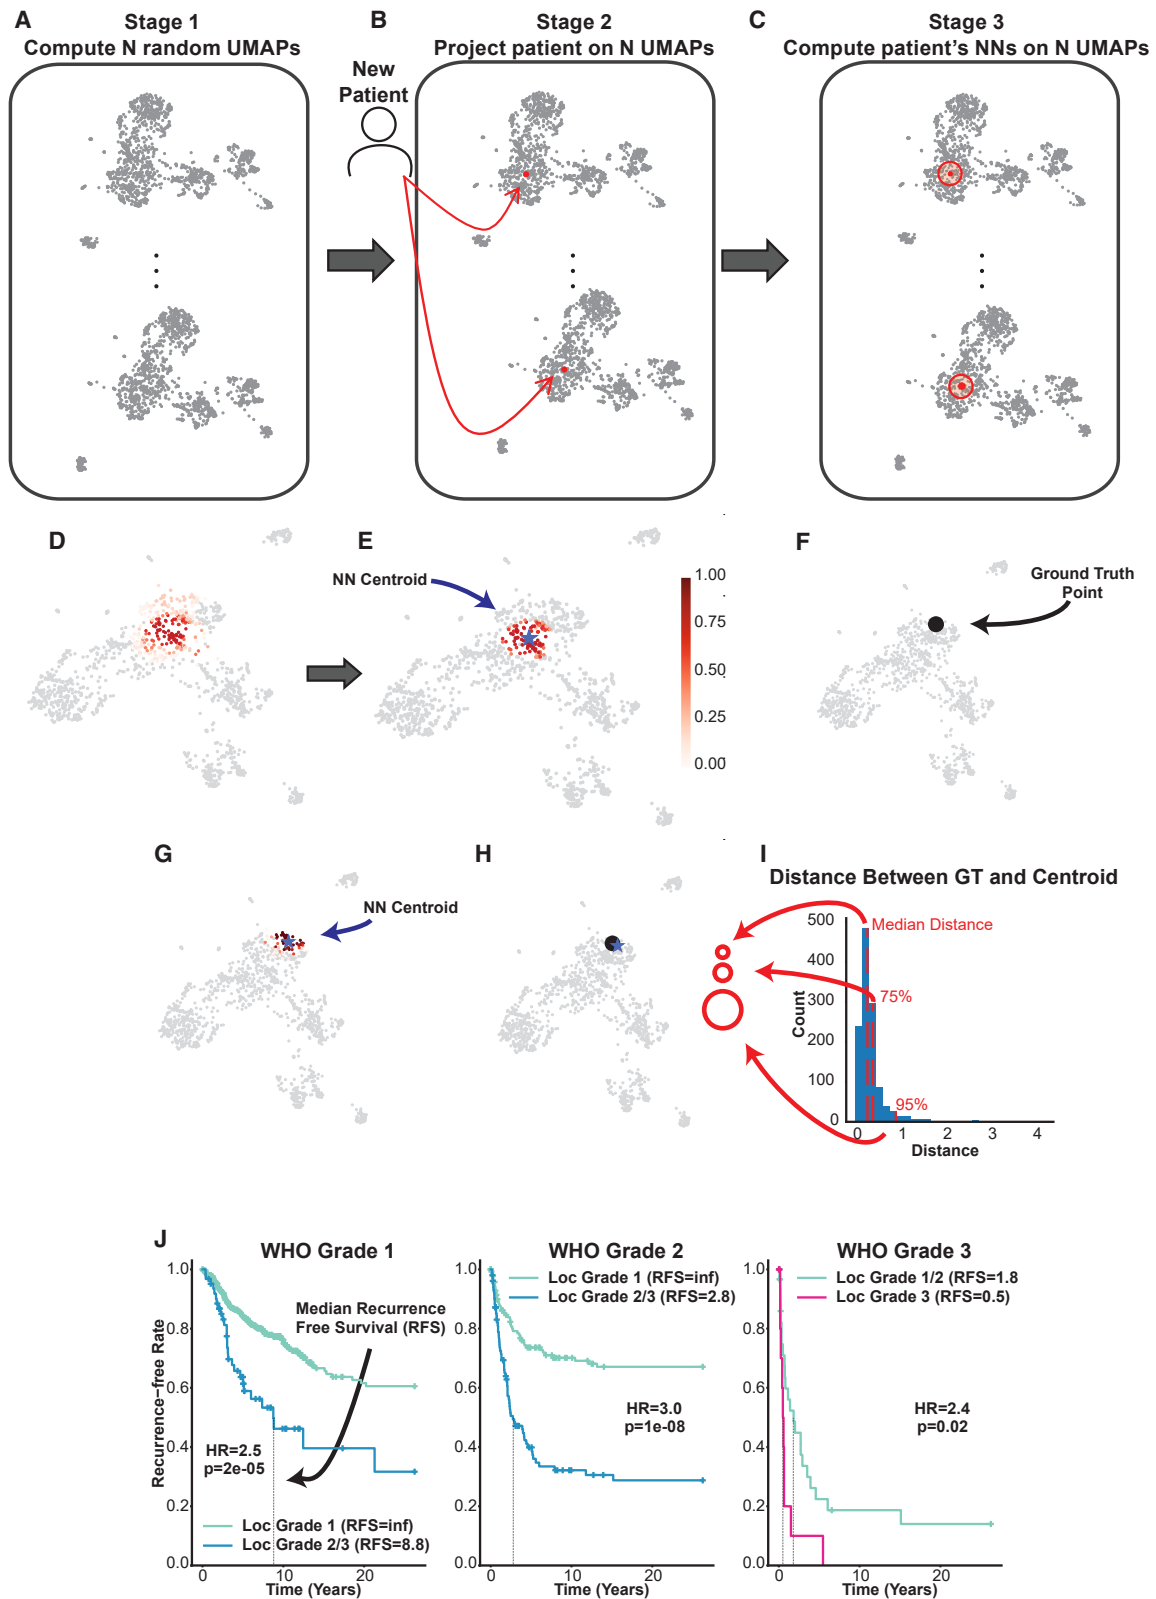 A
Stage 1
Compute N random UMAPs
B
Stage 2
Project patient on N UMAPs
C
Stage 3
Compute patient's NNs on N UMAPs
New
Patient
D
E
NN Centroid
1.00
0.75
0.50
0.25
0.00
F
Ground Truth
Point
G
NN Centroid
H
I
Distance Between GT and Centroid
500
400
300
200
100
0
Count
Median Distance
75%
95%
0 1 2 3 4
Distance
J
WHO Grade 1
1.0
0.8
0.6
0.4
0.2
0.0
Recurrence-free Rate
Median Recurrence
Free Survival (RFS)
HR=2.5
p=2e-05
Loc Grade 1 (RFS=inf)
Loc Grade 2/3 (RFS=8.8)
0 10 20
Time (Years)
WHO Grade 2
Loc Grade 1 (RFS=inf)
Loc Grade 2/3 (RFS=2.8)
1.0
0.8
0.6
0.4
0.2
0.0
HR=3.0
p=1e-08
0 10 20
Time (Years)
WHO Grade 3
Loc Grade 1/2 (RFS=1.8
Loc Grade 3 (RFS=0.5)
1.0
0.8
0.6
0.4
0.2
0.0
HR=2.4
p=0.02
0 10 20
Time (Years)